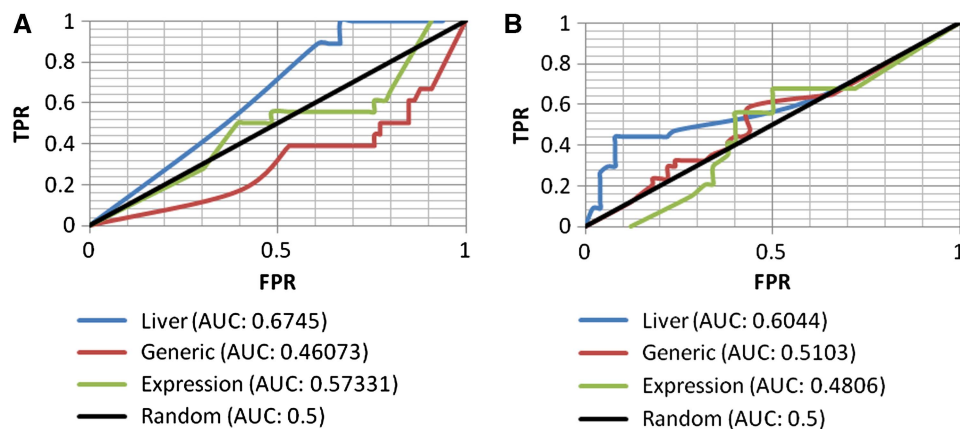 A
1
0.8
0.6
0.4
0.2
0
TPR
0
0.5
1
FPR
Liver (AUC: 0.6745)
Generic (AUC: 0.46073)
Expression (AUC: 0.57331)
Random (AUC: 0.5)
B
1
0.8
0.6
0.4
0.2
0
TPR
0
0.5
1
FPR
Liver (AUC: 0.6044)
Generic (AUC: 0.5103)
Expression (AUC: 0.4806)
Random (AUC: 0.5)